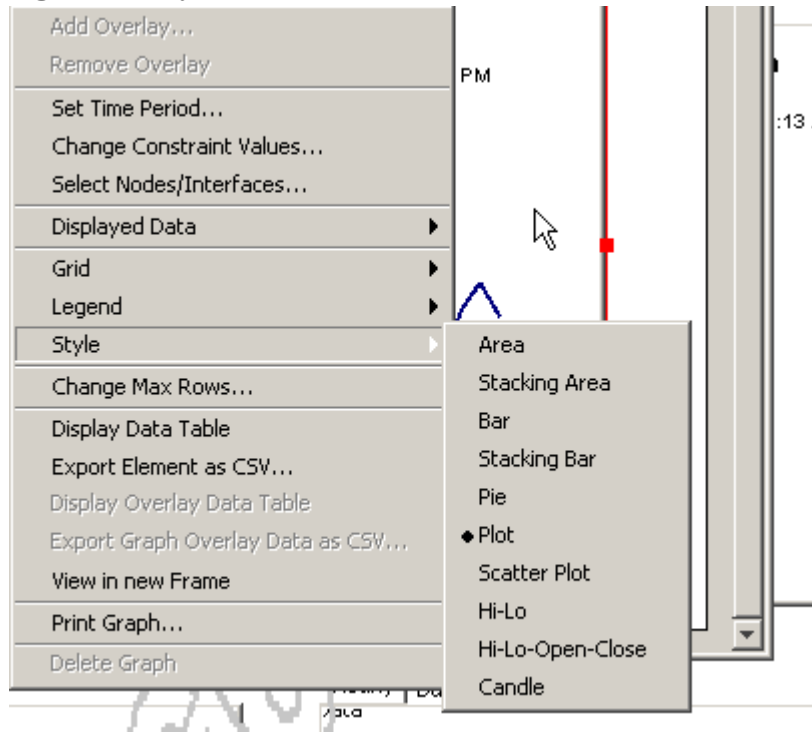 Add Overlay...
Remove Overlay
PM
Set Time Period...
:13
Change Constraint Values...
Select Nodes/Interfaces...
Displayed Data
Grid
Legend
Style
Change Max Rows...
Display Data Table
Export Element as CSV...
Display Overlay Data Table
Export Graph Overlay Data as CSV...
View in new Frame
Print Graph...
Delete Graph
Area
Stacking Area
Bar
Stacking Bar
Pie
Plot
Scatter Plot
Hi-Lo
Hi-Lo-Open-Close
Candle